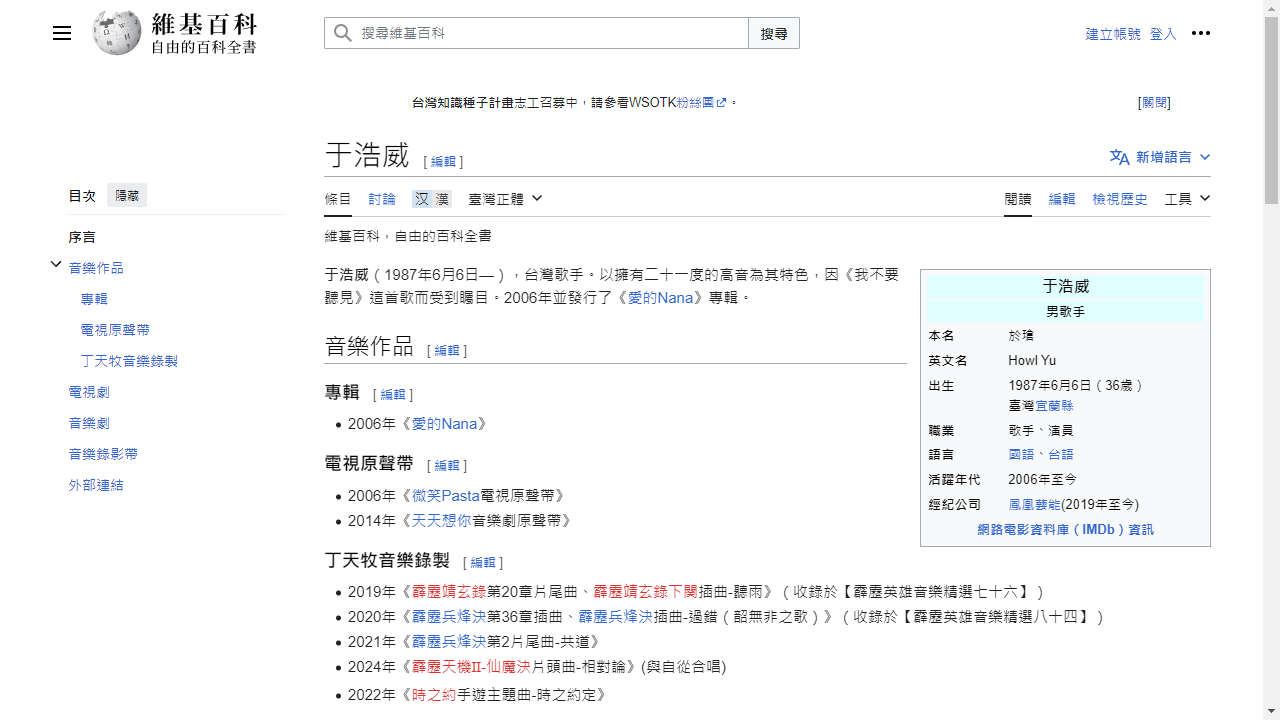 維基百科
自由的百科全書
搜尋維基百科
搜尋
建立帳號 登入
台灣知識種子計畫志工召募中，請參看WSOTK粉絲團。
[關閉]
于浩威 [編輯]
新增語言
目次 隱藏
序言
音樂作品
專輯
電視原聲帶
丁天牧音樂錄製
電視劇
音樂劇
音樂錄影帶
外部連結
條目 討論 汉 漢 臺灣正體
閱讀 編輯 檢視歷史 工具
維基百科，自由的百科全書
于浩威（1987年6月6日—），台灣歌手。以擁有二十一度的高音為其特色，因《我不要
聽見》這首歌而受到矚目。2006年並發行了《愛的Nana》專輯。
于浩威
男歌手
本名 於瑲
英文名 Howl Yu
出生 1987年6月6日（36歲）
臺灣宜蘭縣
職業 歌手、演員
語言 國語、台語
活躍年代 2006年至今
經紀公司 鳳凰藝能(2019年至今)
網路電影資料庫（IMDb）資訊
音樂作品 [編輯]
專輯 [編輯]
2006年《愛的Nana》
電視原聲帶 [編輯]
2006年《微笑Pasta電視原聲帶》
2014年《天天想你音樂劇原聲帶》
丁天牧音樂錄製 [編輯]
2019年《霹靂靖玄錄第20章片尾曲、霹靂靖玄錄下闋插曲-聽雨》（收錄於【霹靂英雄音樂精選七十六】）
2020年《霹靂兵烽決第36章插曲、霹靂兵烽決插曲-過錯（韶無非之歌）》（收錄於【霹靂英雄音樂精選八十四】）
2021年《霹靂兵烽決第2片尾曲-共道》
2024年《霹靂天機II-仙魔決片頭曲-相對論》(與自從合唱)
2022年《時之約手遊主題曲-時之約定》